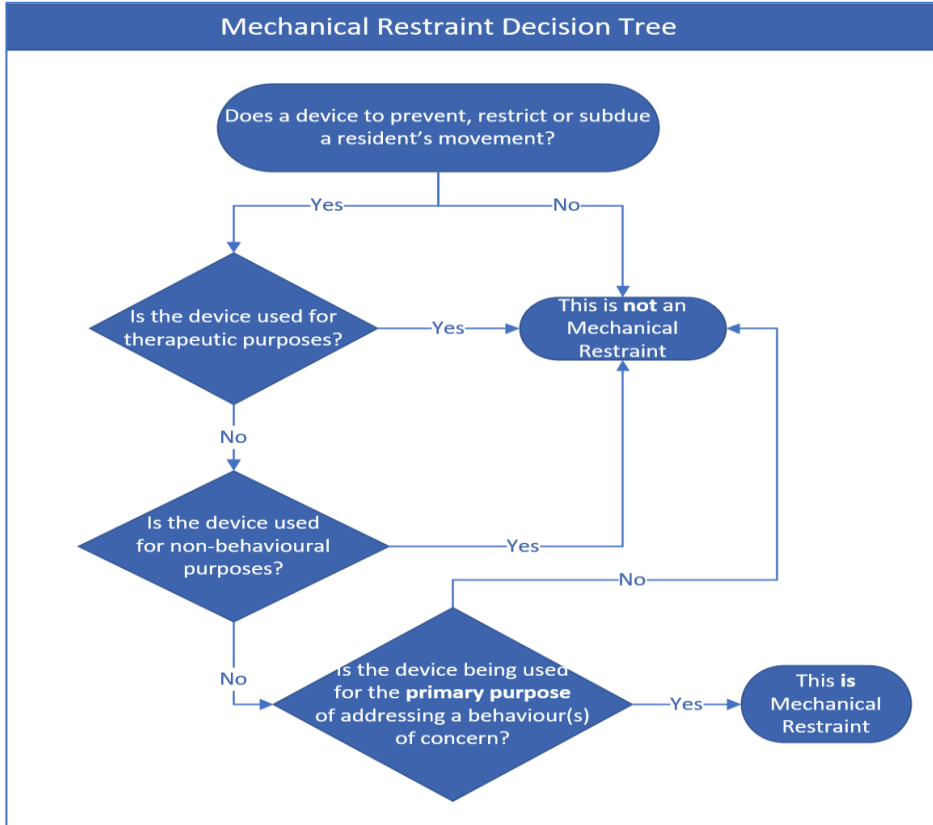 Mechanical Restraint Decision Tree
Does a device to prevent, restrict or subdue
a resident's movement?
Yes
No
Is the device used for
therapeutic purposes?
Yes
This is not an
Mechanical
Restraint
No
Is the device used
for non-behavioural
purposes?
Yes
No
No
Is the device being used
for the primary purpose
of addressing a behaviour(s)
of concern?
Yes
This is
Mechanical
Restraint